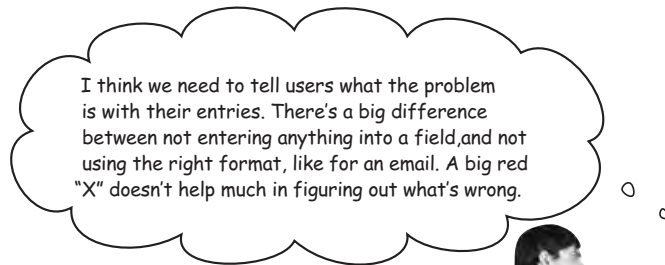 I think we need to tell users what the problem
is with their entries. There's a big difference
between not entering anything into a field,and not
using the right format, like for an email. A big red
“X” doesn't help much in figuring out what's wrong.